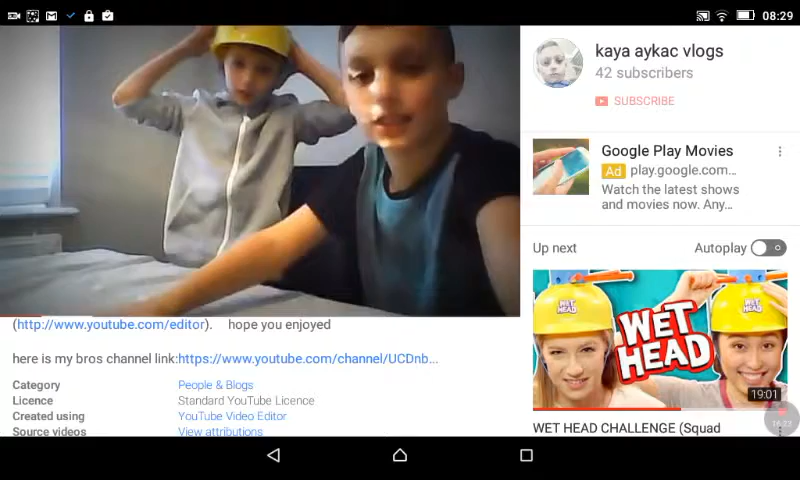 08:29
kaya aykac vlogs
42 subscribers
SUBSCRIBE
Google Play Movies
Ad play.google.com...
Watch the latest shows
and movies now. Any...
Up next
Autoplay
WET HEAD
WET HEAD
WET
HEAD
19:01
WET HEAD CHALLENGE (Squad
(http://www.youtube.com/editor). hope you enjoyed
here is my bros channel link:https://www.youtube.com/channel/UCDnb...
Category People & Blogs
Licence Standard YouTube Licence
Created using YouTube Video Editor
Source videos View attributions